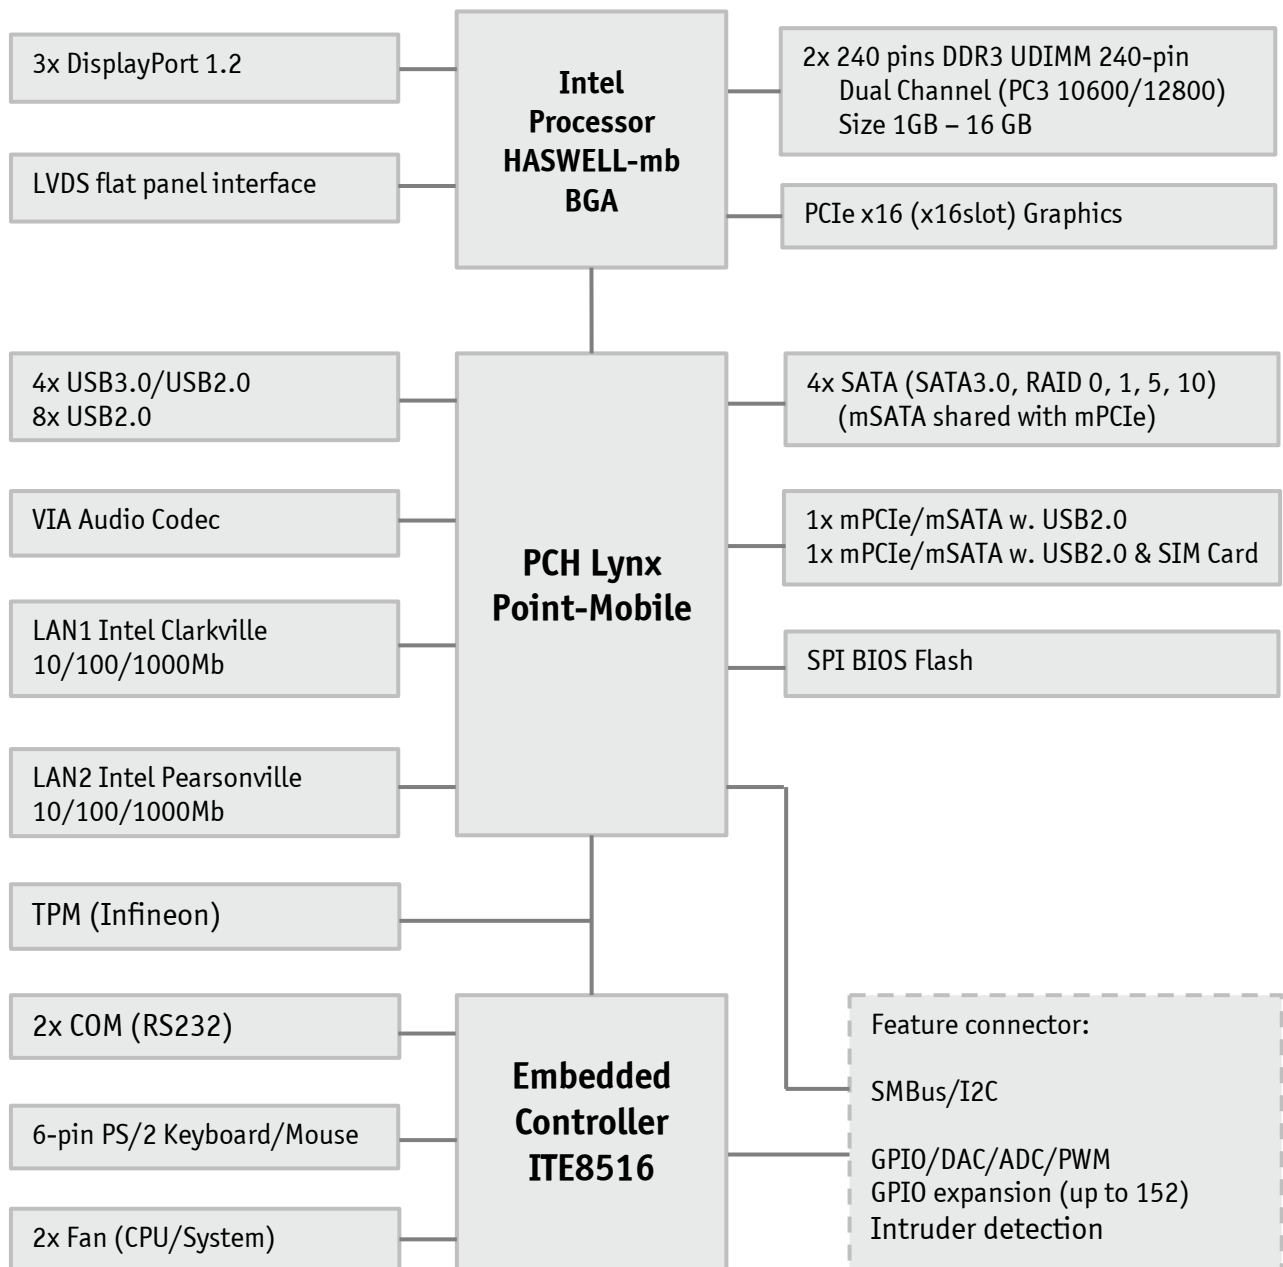 3x DisplayPort 1.2
LVDS flat panel interface
Intel
Processor
HASWELL-mb
BGA
2x 240 pins DDR3 UDIMM 240-pin
Dual Channel (PC3 10600/12800)
Size 1GB – 16 GB
PCIe x16 (x16slot) Graphics
4x USB3.0/USB2.0
8x USB2.0
VIA Audio Codec
LAN1 Intel Clarkville
10/100/1000Mb
LAN2 Intel Pearsonville
10/100/1000Mb
PCH Lynx
Point-Mobile
4x SATA (SATA3.0, RAID 0, 1, 5, 10)
(mSATA shared with mPCIe)
1x mPCIe/mSATA w. USB2.0
1x mPCIe/mSATA w. USB2.0 & SIM Card
SPI BIOS Flash
TPM (Infineon)
2x COM (RS232)
6-pin PS/2 Keyboard/Mouse
2x Fan (CPU/System)
Embedded
Controller
ITE8516
Feature connector:
SMBus/I2C
GPIO/DAC/ADC/PWM
GPIO expansion (up to 152)
Intruder detection